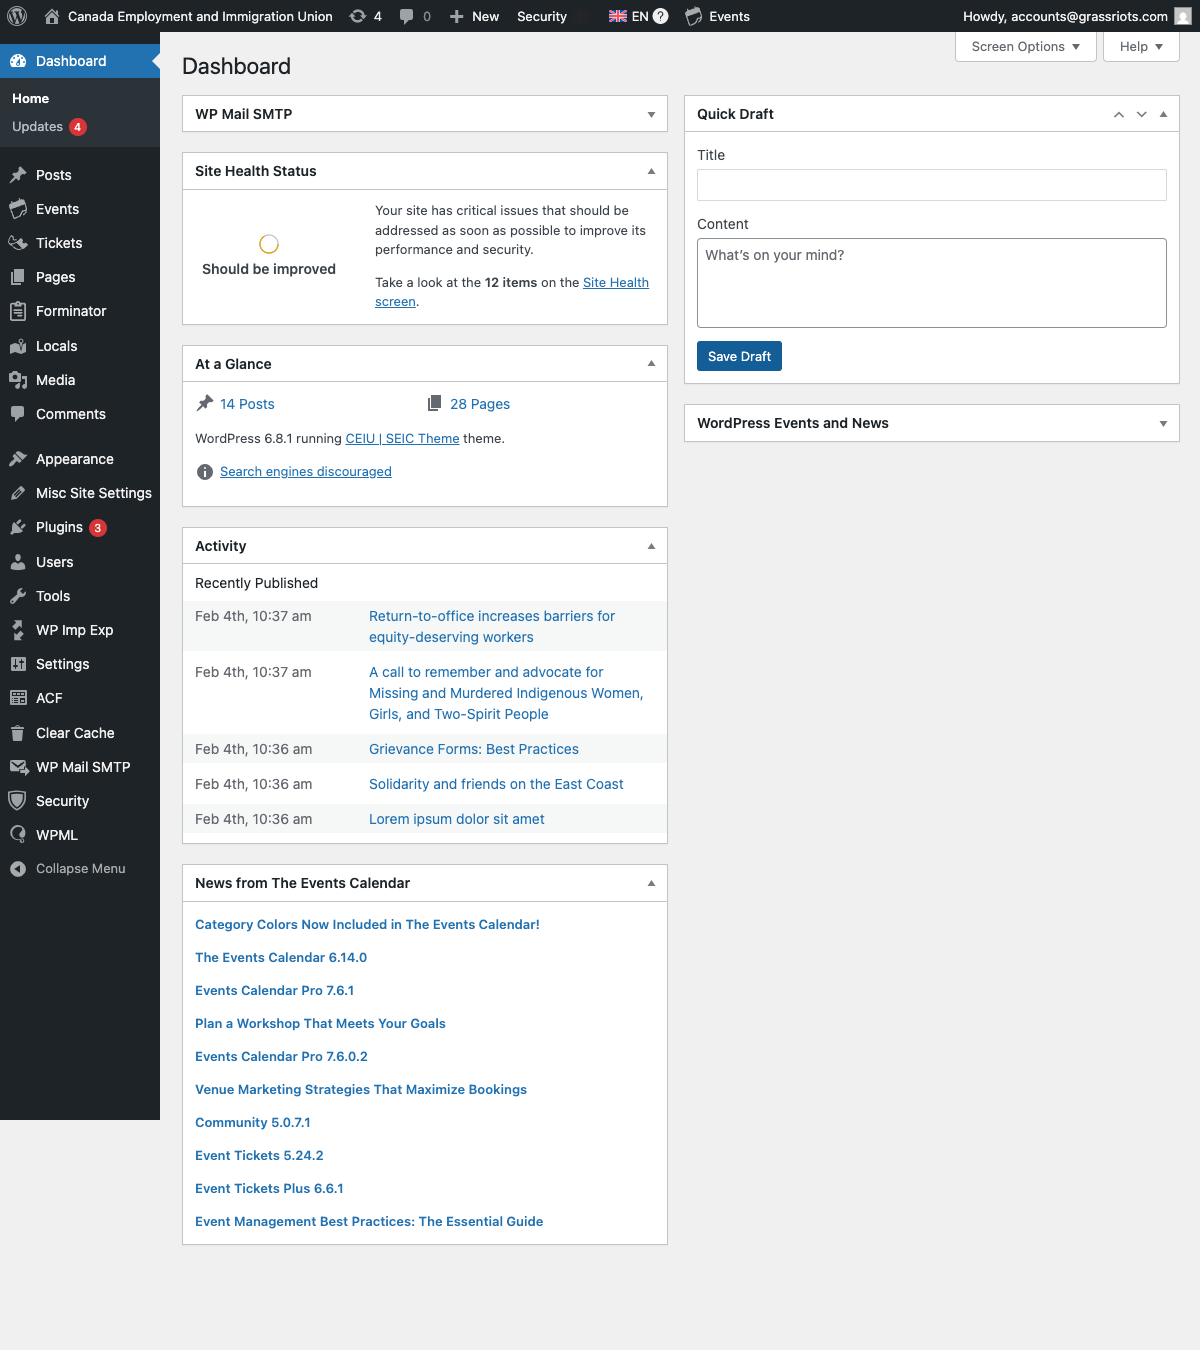 Canada Employment and Immigration Union 4 0 New Security EN ? Events Howdy, accounts@grassriots.com
Screen Options Help
Dashboard
Home
Updates 4
Posts
Events
Tickets
Pages
Forminator
Locals
Media
Comments
Appearance
Misc Site Settings
Plugins 3
Users
Tools
WP Imp Exp
Settings
ACF
Clear Cache
WP Mail SMTP
Security
WPML
Collapse Menu
Dashboard
WP Mail SMTP
Site Health Status
Should be improved
Your site has critical issues that should be
addressed as soon as possible to improve its
performance and security.
Take a look at the 12 items on the Site Health
screen.
At a Glance
14 Posts 28 Pages
WordPress 6.8.1 running CEIU | SEIC Theme theme.
Search engines discouraged
Activity
Recently Published
Feb 4th, 10:37 am Return-to-office increases barriers for
equity-deserving workers
Feb 4th, 10:37 am A call to remember and advocate for
Missing and Murdered Indigenous Women,
Girls, and Two-Spirit People
Feb 4th, 10:36 am Grievance Forms: Best Practices
Feb 4th, 10:36 am Solidarity and friends on the East Coast
Feb 4th, 10:36 am Lorem ipsum dolor sit amet
News from The Events Calendar
Category Colors Now Included in The Events Calendar!
The Events Calendar 6.14.0
Events Calendar Pro 7.6.1
Plan a Workshop That Meets Your Goals
Events Calendar Pro 7.6.0.2
Venue Marketing Strategies That Maximize Bookings
Community 5.0.7.1
Event Tickets 5.24.2
Event Tickets Plus 6.6.1
Event Management Best Practices: The Essential Guide
Quick Draft
Title
Content
What's on your mind?
Save Draft
WordPress Events and News